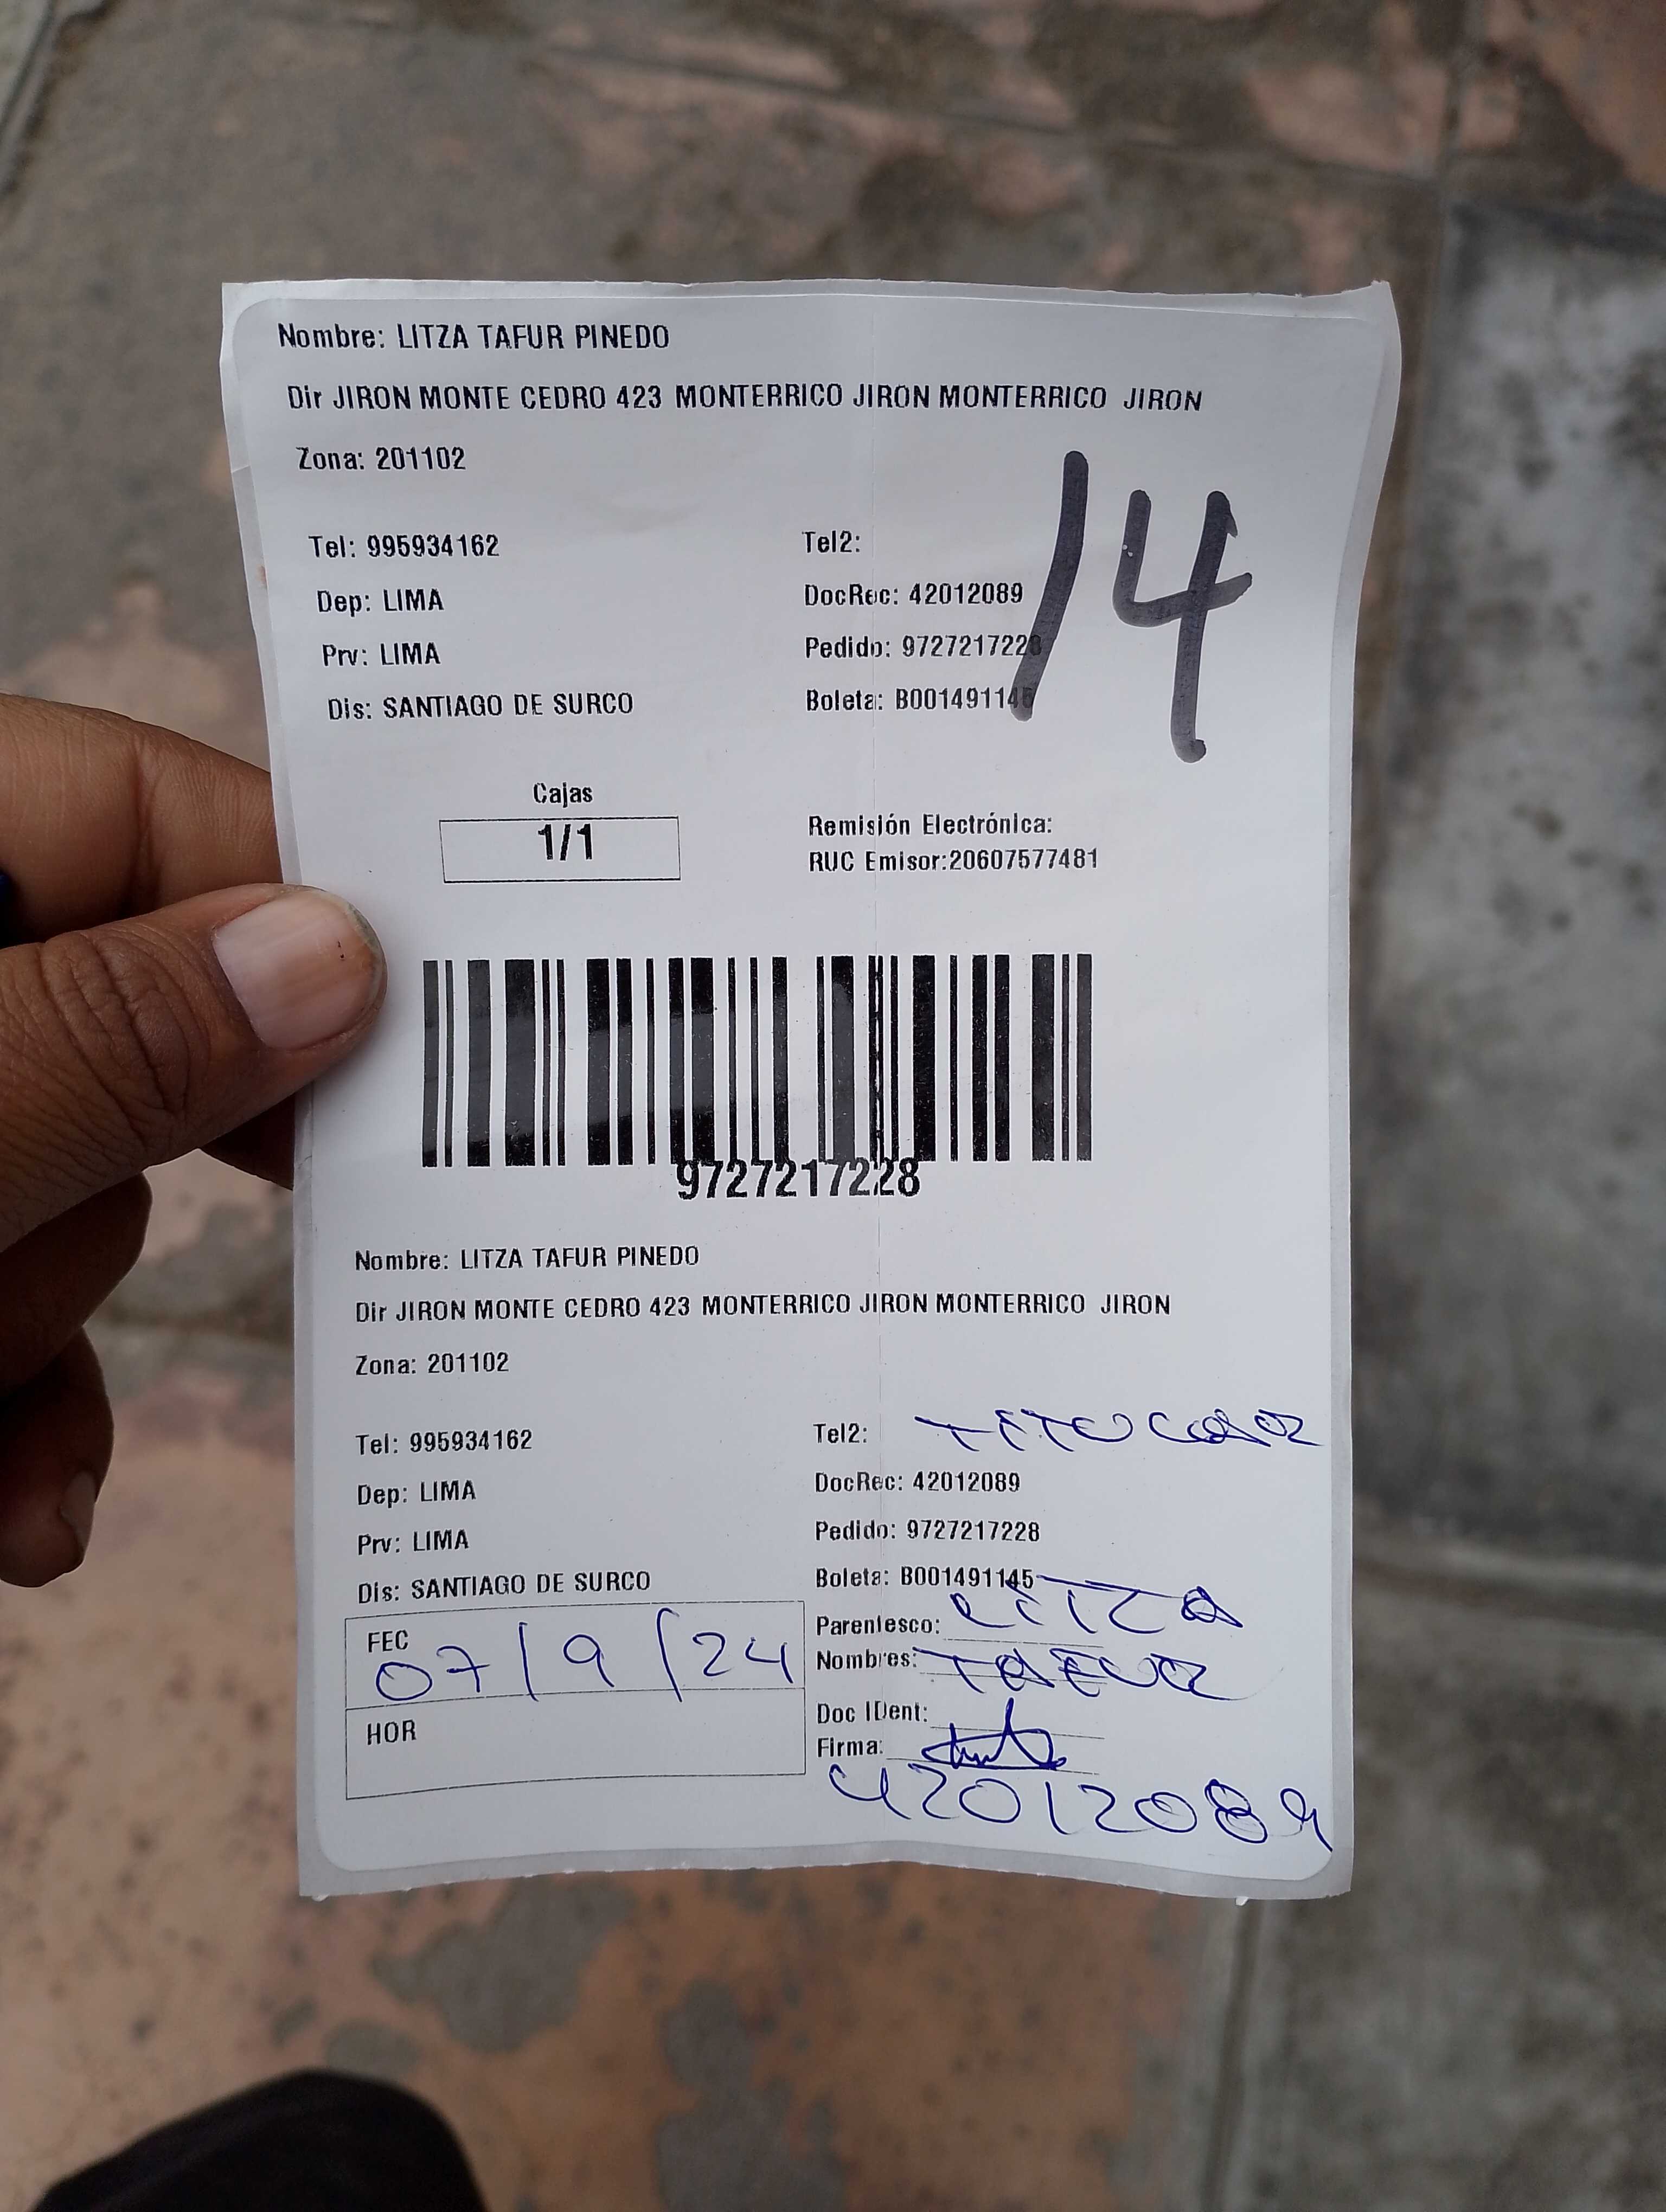 Nombre: LITZA TAFUR PINEDO
Dir JIRON MONTE CEDRO 423 MONTERRICO JIRON MONTERRICO JIRON
Zona: 201102
14
Tel: 995934162 Tel2:
Dep: LIMA DocRec: 42012089
Prv: LIMA Pedido: 9727217228
Dis: SANTIAGO DE SURCO Boleta: B001491145
Cajas
1/1
Remisión Electrónica:
RUC Emisor:20607577481
9727217228
Nombre: LITZA TAFUR PINEDO
Dir JIRON MONTE CEDRO 423 MONTERRICO JIRON MONTERRICO JIRON
Zona: 201102
Tel: 995934162 Tel2:
Dep: LIMA DocRec: 42012089
Prv: LIMA Pedido: 9727217228
Dis: SANTIAGO DE SURCO Boleta: B001491145
FEC 07/9/24
HOR
Parentesco: LITZA
Nombres: TAFUR
Doc IDent:
Firma:
42012089